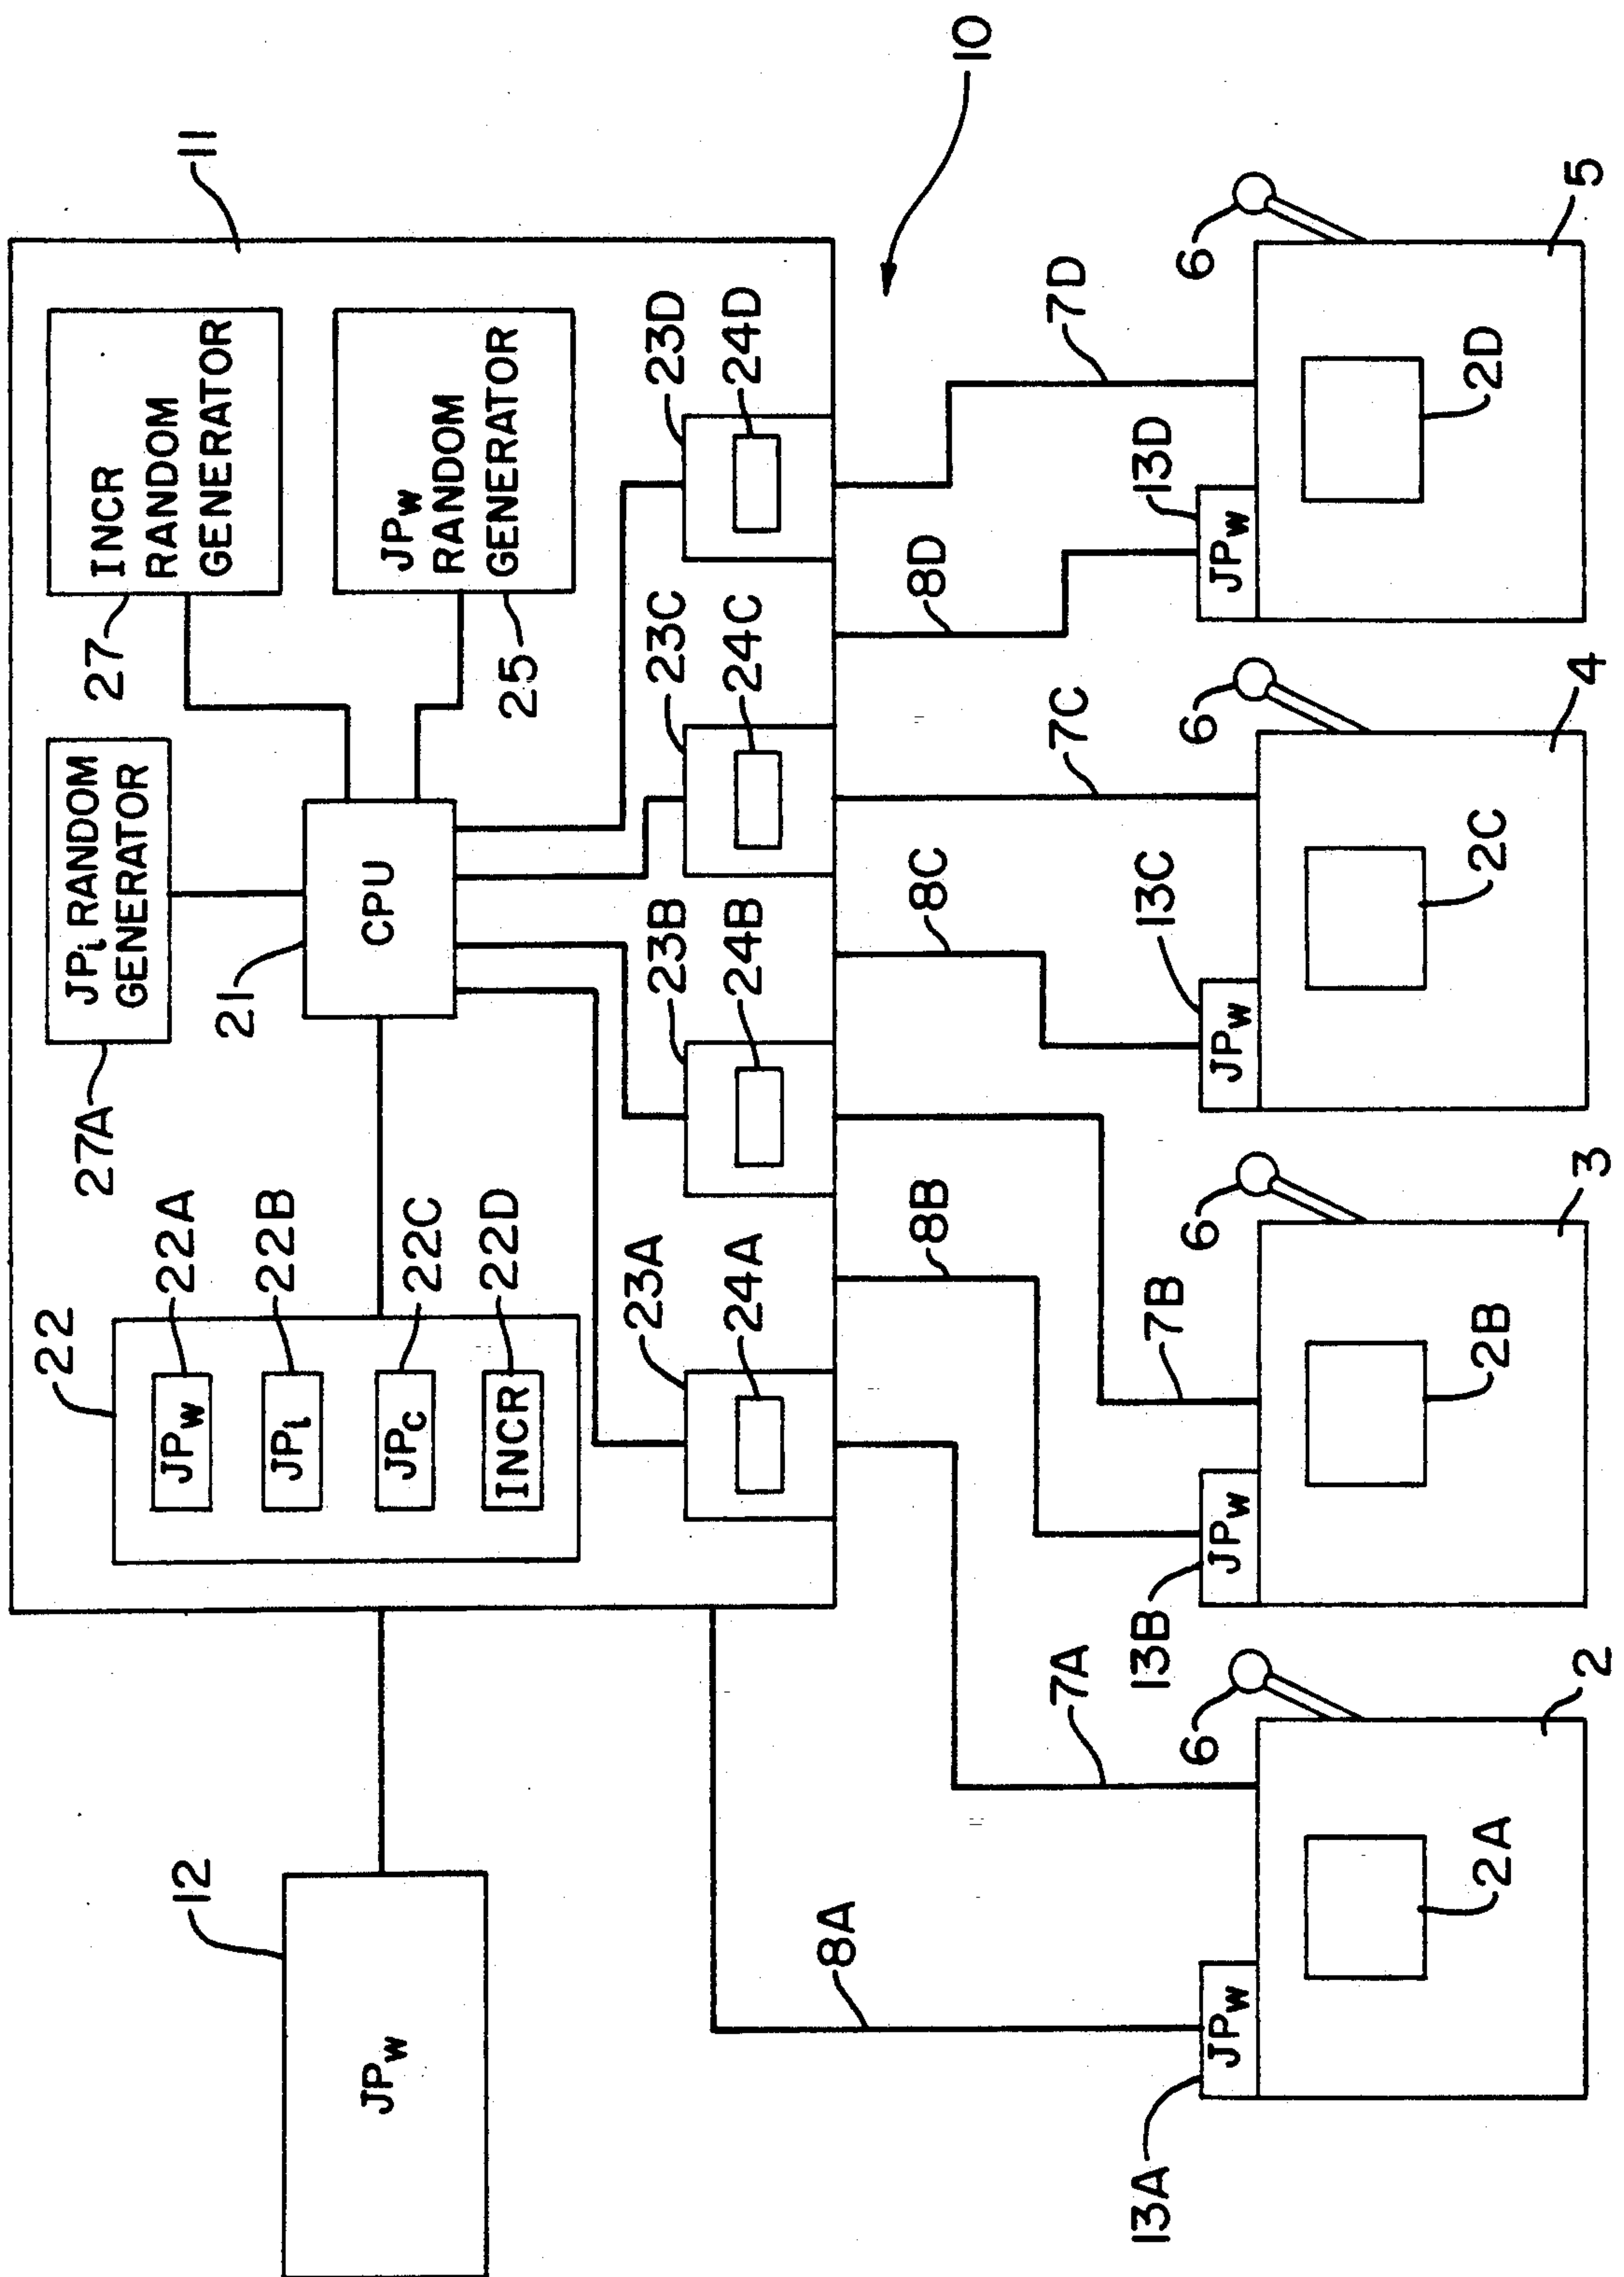 10
11
INCR
RANDOM
GENERATOR
27
JPw
RANDOM
GENERATOR
25
JPi RANDOM
GENERATOR
27A
CPU
21
22
JPw
22A
JPi
22B
JPc
22C
INCR
22D
23A
24A
23B
24B
23C
24C
23D
24D
12
JPw
8A
7A
8B
7B
8C
7C
8D
7D
13A
JPw
6
2A
2
13B
JPw
6
2B
3
13C
JPw
6
2C
4
13D
JPw
6
2D
5